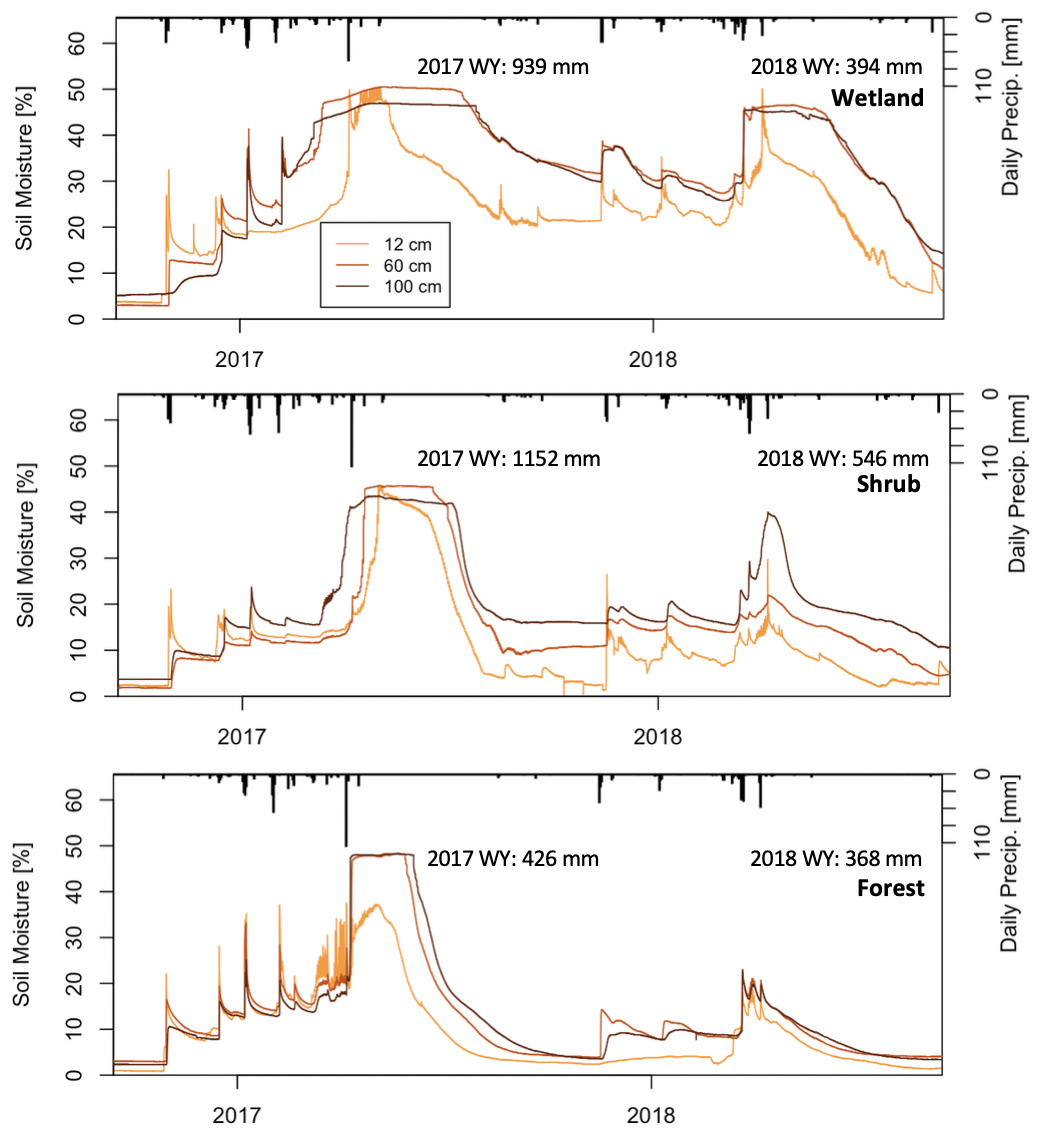 Soil Moisture [%]
60
50
40
30
20
10
0
2017 WY: 939 mm
2018 WY: 394 mm
Wetland
12 cm
60 cm
100 cm
0
110
Daily Precip. [mm]
2017
2018
Soil Moisture [%]
60
50
40
30
20
10
0
2017 WY: 1152 mm
2018 WY: 546 mm
Shrub
0
110
Daily Precip. [mm]
2017
2018
Soil Moisture [%]
60
50
40
30
20
10
0
2017 WY: 426 mm
2018 WY: 368 mm
Forest
0
110
Daily Precip. [mm]
2017
2018